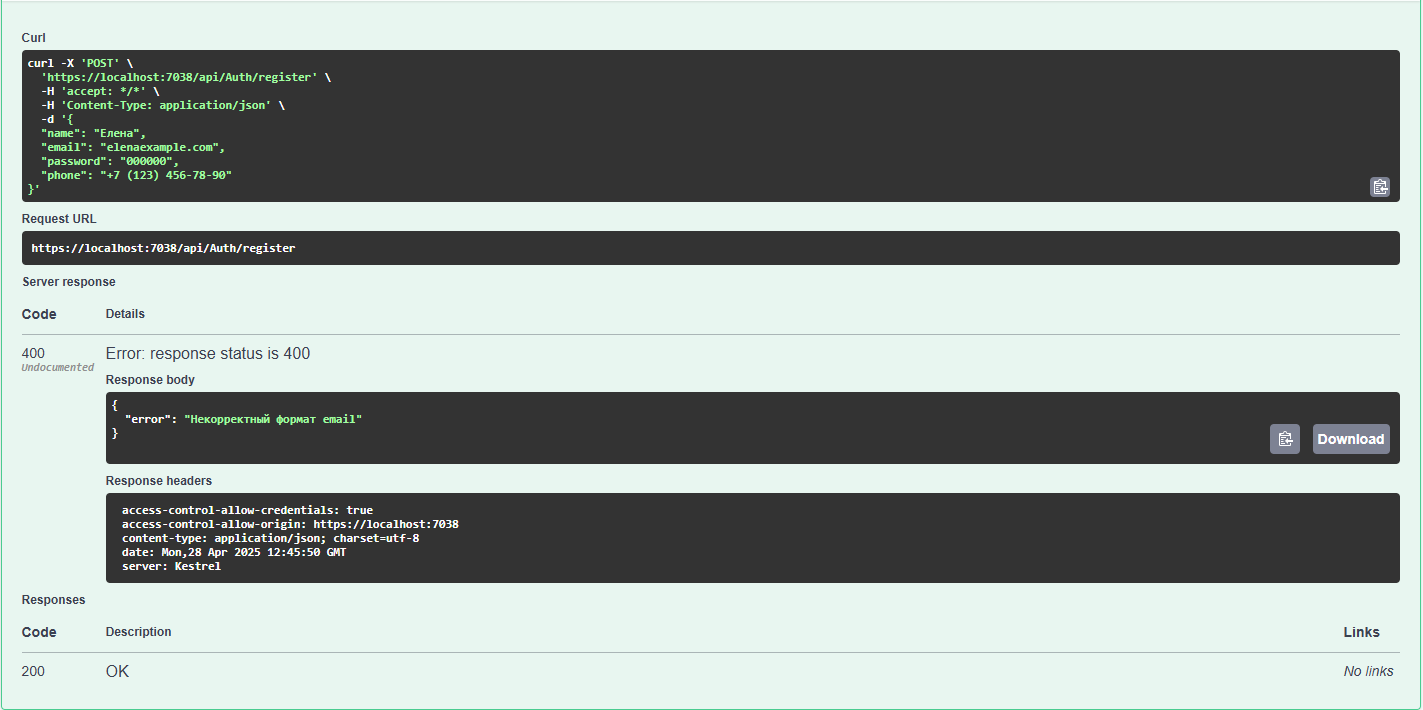 Curl
curl -X 'POST' \
  'https://localhost:7038/api/Auth/register' \
  -H 'accept: */*' \
  -H 'Content-Type: application/json' \
  -d '{
  "name": "Елена",
  "email": "elenaexample.com",
  "password": "000000",
  "phone": "+7 (123) 456-78-90"
}'
Request URL
https://localhost:7038/api/Auth/register
Server response
Code Details
400 Error: response status is 400
Undocumented
Response body
{
  "error": "Некорректный формат email"
}
Download
Response headers
access-control-allow-credentials: true
access-control-allow-origin: https://localhost:7038
content-type: application/json; charset=utf-8
date: Mon,28 Apr 2025 12:45:50 GMT
server: Kestrel
Responses
Code Description Links
200 OK No links